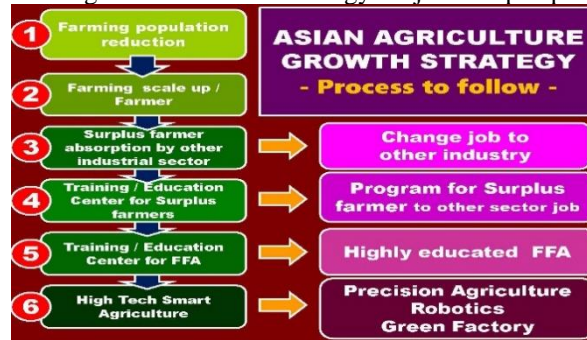 1
Farming population
reduction
ASIAN AGRICULTURE
GROWTH STRATEGY
- Process to follow -
2
Farming scale up /
Farmer
3
Surplus farmer
absorption by other
industrial sector
Change job to
other industry
4
Training / Education
Center for Surplus
farmers
Program for Surplus
farmer to other sector job
5
Training / Education
Center for FFA
Highly educated FFA
6
High Tech Smart
Agriculture
Precision Agriculture
Robotics
Green Factory